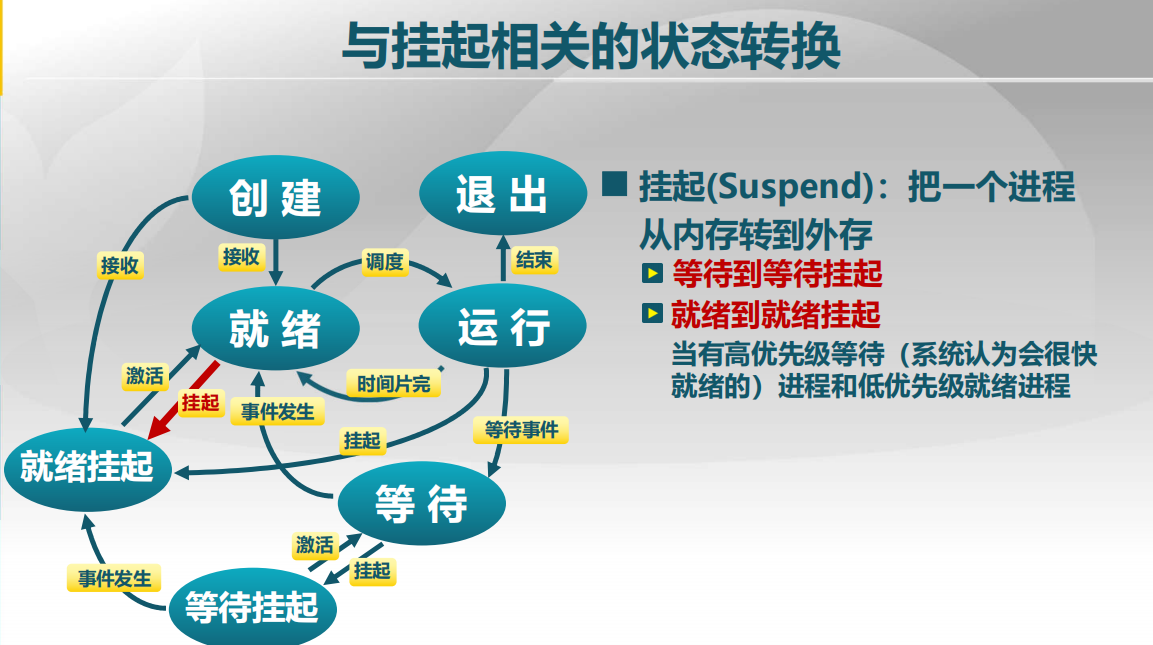 与挂起相关的状态转换
创建
退出
挂起(Suspend)：把一个进程
从内存转到外存
接收
接收
调度
结束
等待到等待挂起
就绪
运行
就绪到就绪挂起
当有高优先级等待（系统认为会很快
就绪的）进程和低优先级就绪进程
激活
时间片完
挂起
事件发生
等待事件
挂起
就绪挂起
等待
激活
挂起
事件发生
等待挂起